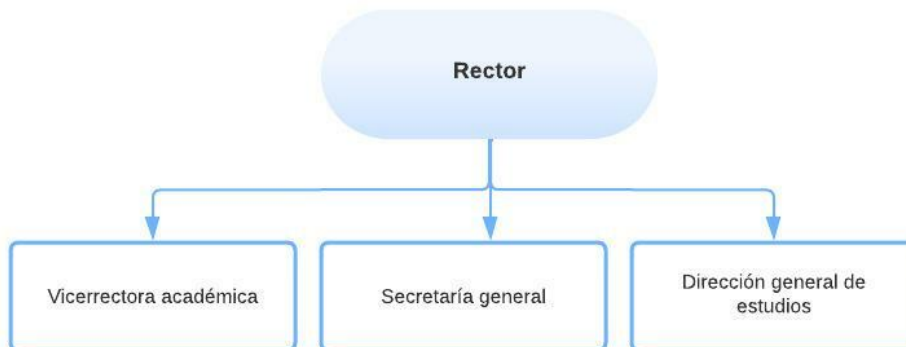 Rector
Vicerrectora académica
Secretaría general
Dirección general de
estudios